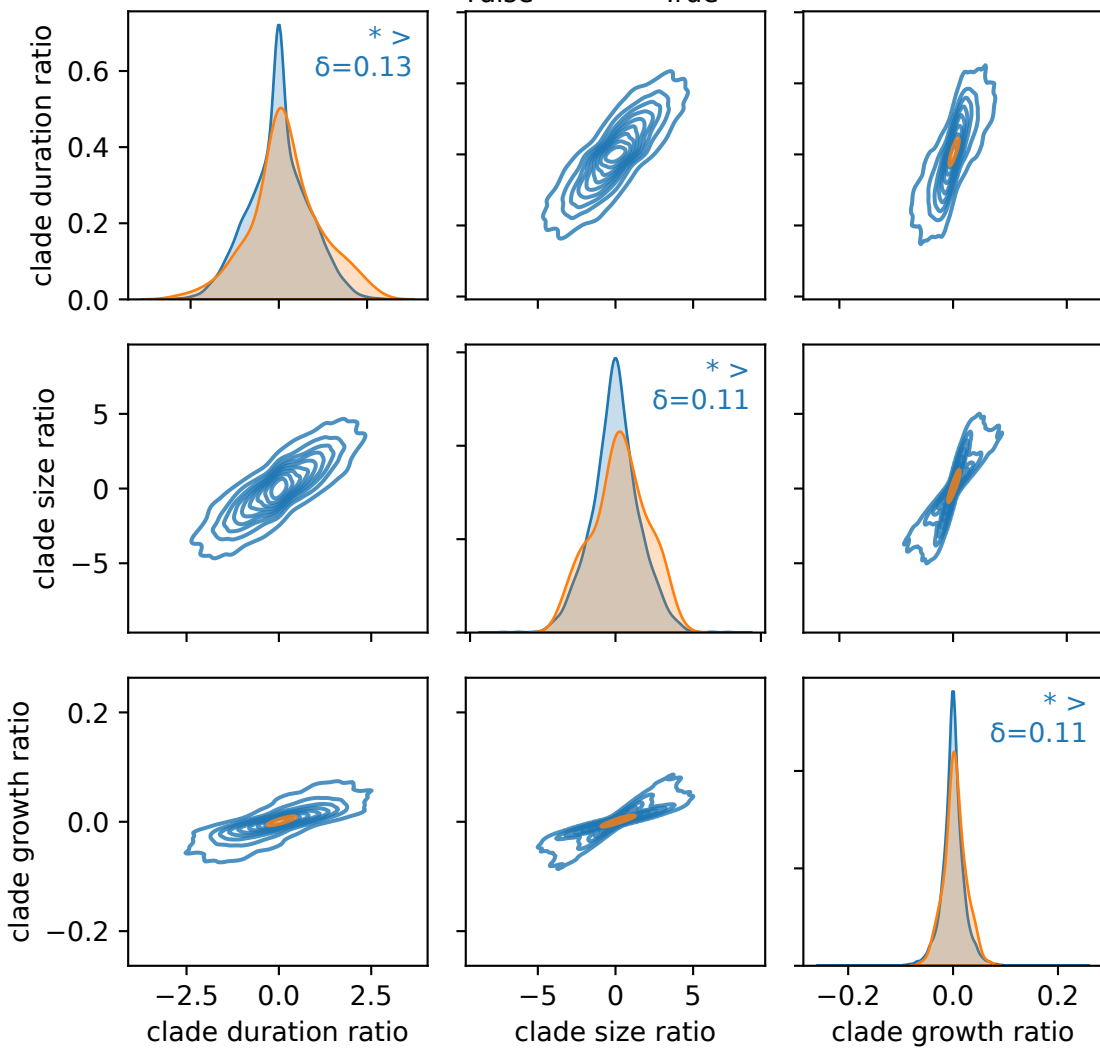 False True
clade duration ratio
0.6
0.4
0.2
0.0
* >
δ=0.13
clade size ratio
5
0
−5
* >
δ=0.11
clade growth ratio
0.2
0.0
−0.2
* >
δ=0.11
−2.5 0.0 2.5
−5 0 5
−0.2 0.0 0.2
clade duration ratio
clade size ratio
clade growth ratio